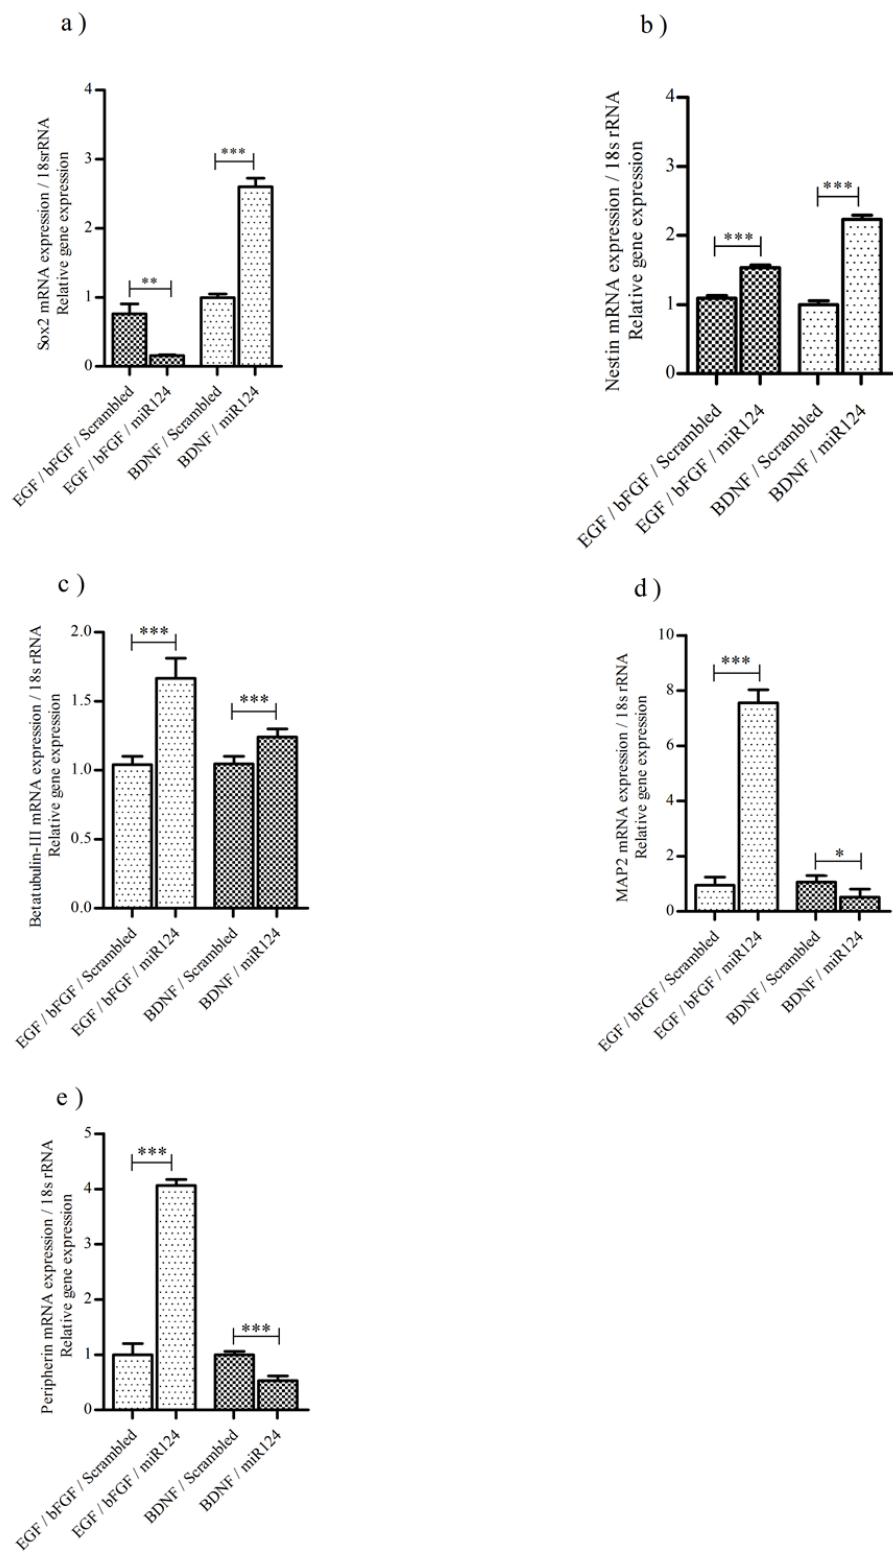 a )
Sox2 mRNA expression / 18srRNA
Relative gene expression
4
3
2
1
0
**
***
EGF / bFGF / Scrambled
EGF / bFGF / miR124
BDNF / Scrambled
BDNF / miR124
b )
Nestin mRNA expression / 18s rRNA
Relative gene expression
4
3
2
1
0
***
***
EGF / bFGF / Scrambled
EGF / bFGF / miR124
BDNF / Scrambled
BDNF / miR124
c )
Betatubulin-III mRNA expression / 18s rRNA
Relative gene expression
2.0
1.5
1.0
0.5
0.0
***
***
EGF / bFGF / Scrambled
EGF / bFGF / miR124
BDNF / Scrambled
BDNF / miR124
d )
MAP2 mRNA expression / 18s rRNA
Relative gene expression
10
8
6
4
2
0
***
*
EGF / bFGF / Scrambled
EGF / bFGF / miR124
BDNF / Scrambled
BDNF / miR124
e )
Peripherin mRNA expression / 18s rRNA
Relative gene expression
5
4
3
2
1
0
***
***
EGF / bFGF / Scrambled
EGF / bFGF / miR124
BDNF / Scrambled
BDNF / miR124